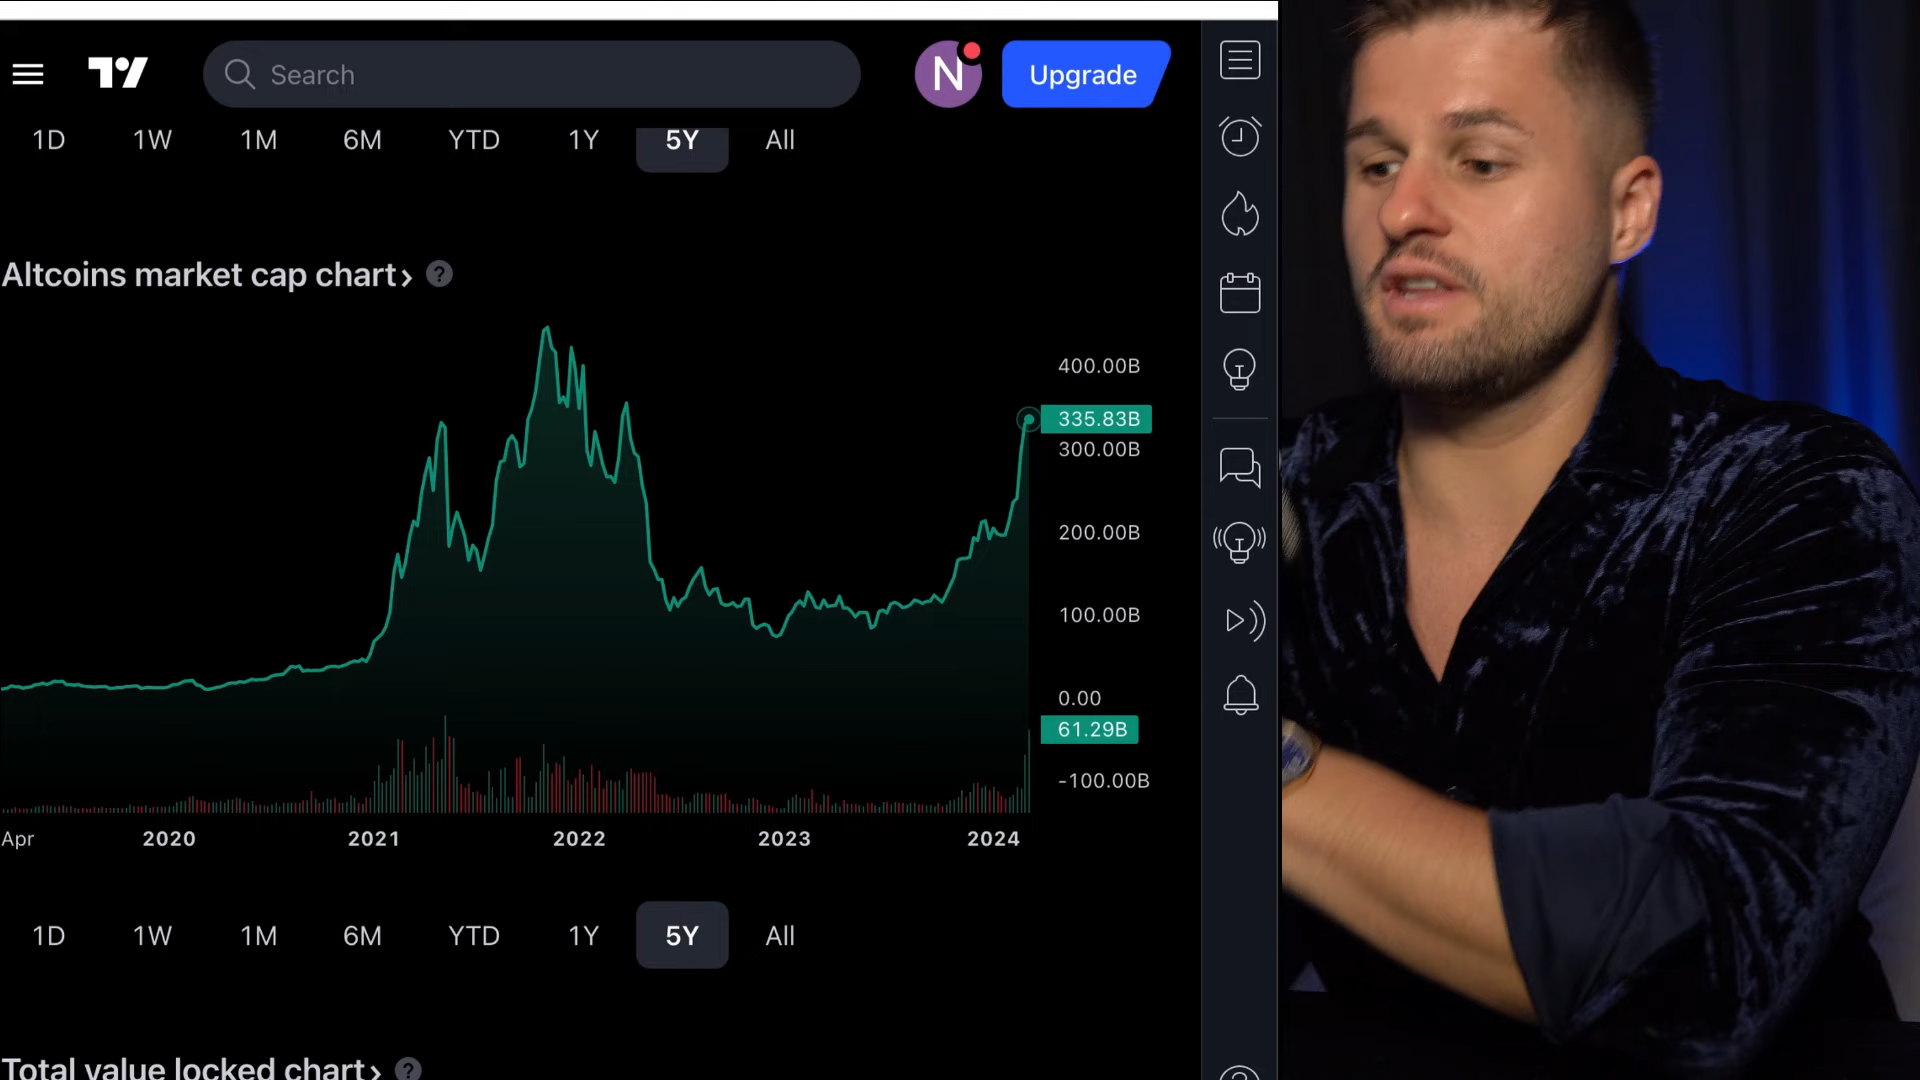 Search
N
Upgrade
1D 1W 1M 6M YTD 1Y 5Y All
Altcoins market cap chart› ?
400.00B
335.83B
300.00B
200.00B
100.00B
0.00
61.29B
-100.00B
Apr 2020 2021 2022 2023 2024
1D 1W 1M 6M YTD 1Y 5Y All
Total value locked chart› ?